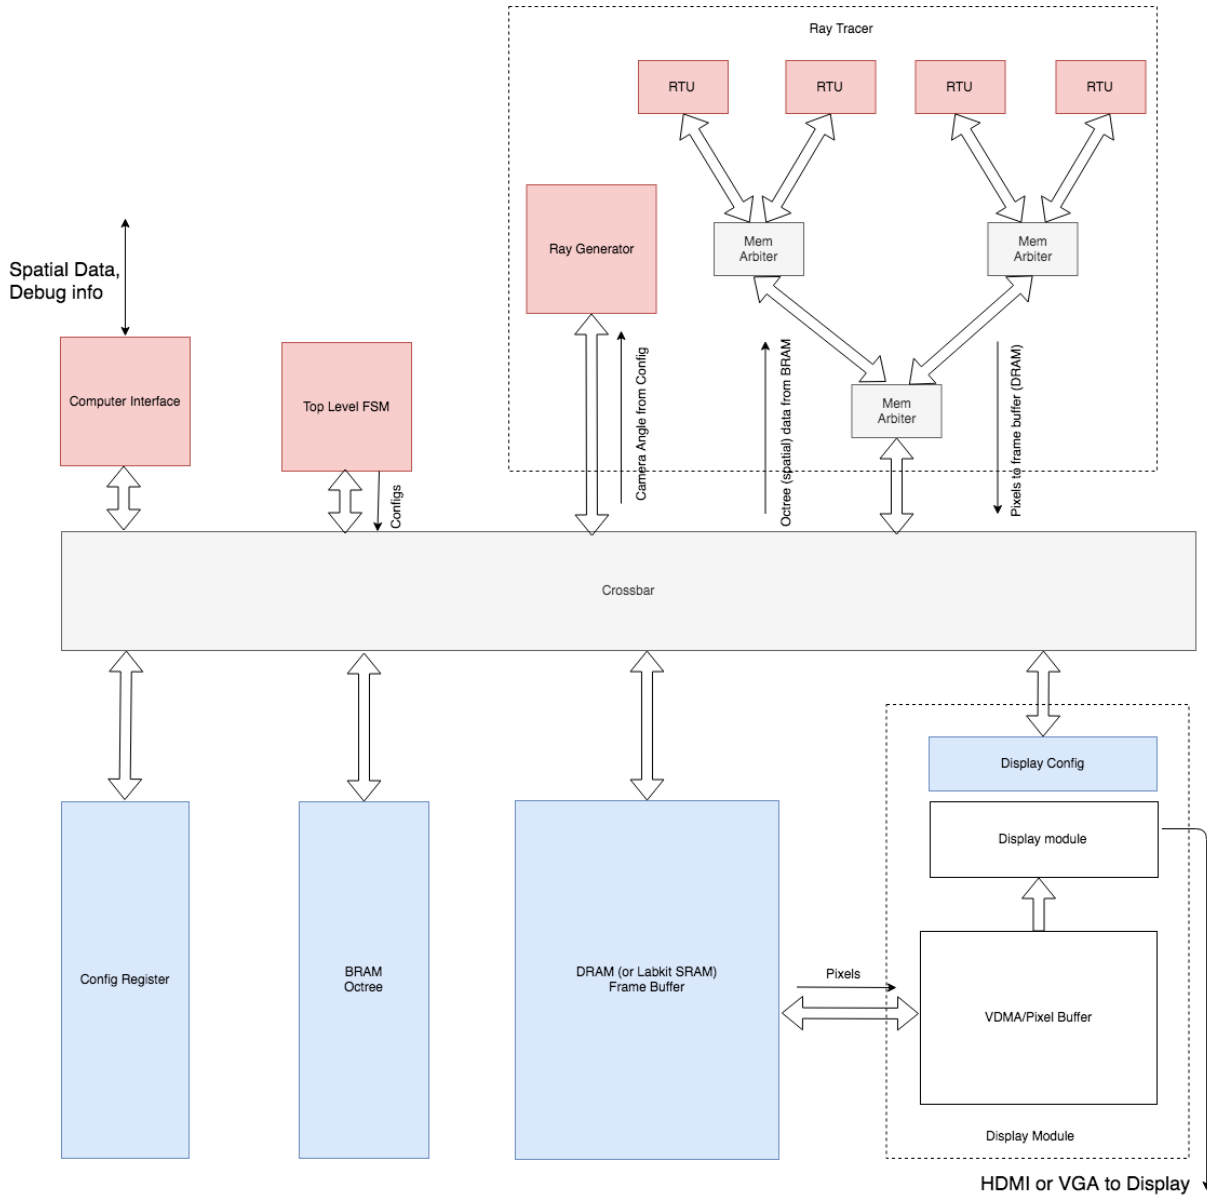 Ray Tracer
RTU
RTU
RTU
RTU
Ray Generator
Mem
Arbiter
Mem
Arbiter
Spatial Data,
Debug info
Computer Interface
Top Level FSM
Mem
Arbiter
Camera Angle from Config
Octree (spatial) data from BRAM
Pixels to frame buffer (DRAM)
Configs
Crossbar
Display Config
Display module
Config Register
BRAM
Octree
DRAM (or Labkit SRAM)
Frame Buffer
Pixels
VDMA/Pixel Buffer
Display Module
HDMI or VGA to Display